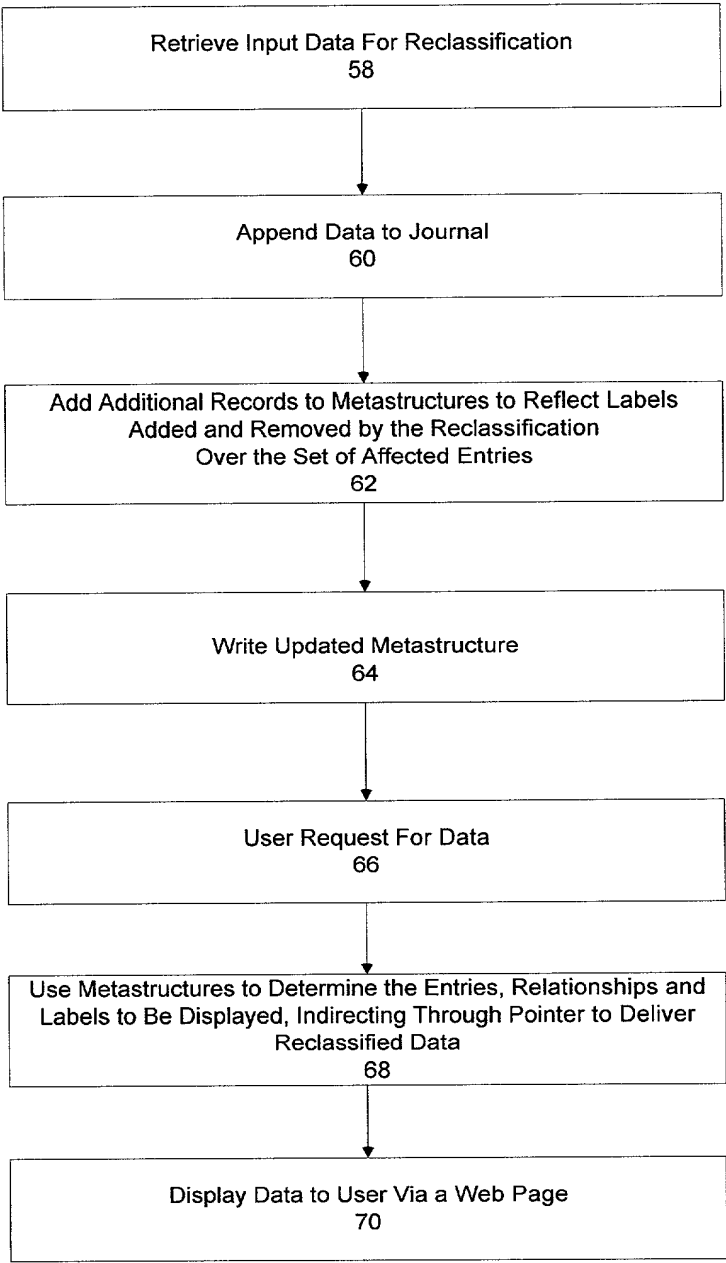 Retrieve Input Data For Reclassification
58
Append Data to Journal
60
Add Additional Records to Metastructures to Reflect Labels
Added and Removed by the Reclassification
Over the Set of Affected Entries
62
Write Updated Metastructure
64
User Request For Data
66
Use Metastructures to Determine the Entries, Relationships and
Labels to Be Displayed, Indirecting Through Pointer to Deliver
Reclassified Data
68
Display Data to User Via a Web Page
70